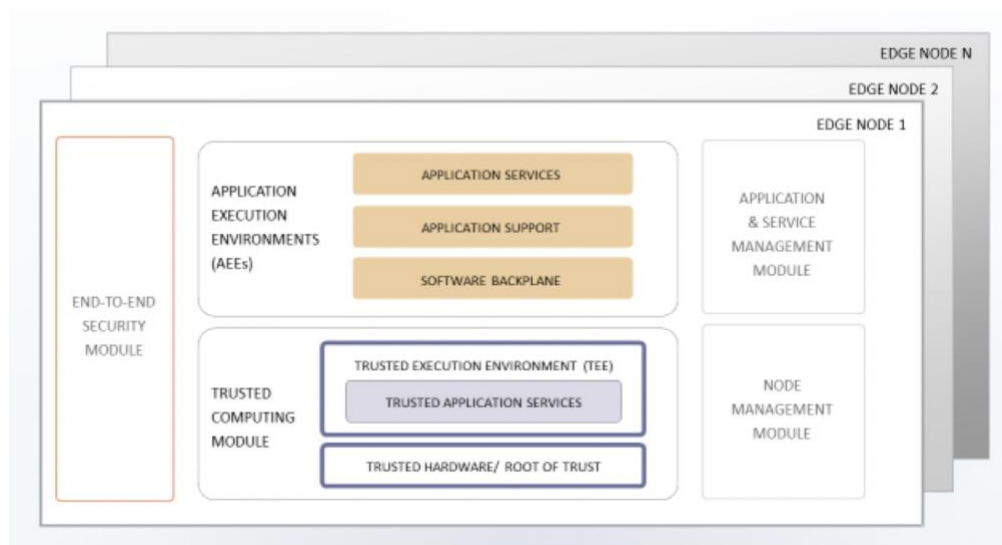 EDGE NODE N
EDGE NODE 2
EDGE NODE 1
END-TO-END
SECURITY
MODULE
APPLICATION
EXECUTION
ENVIRONMENTS
(AEEs)
APPLICATION SERVICES
APPLICATION SUPPORT
SOFTWARE BACKPLANE
APPLICATION
& SERVICE
MANAGEMENT
MODULE
TRUSTED
COMPUTING
MODULE
TRUSTED EXECUTION ENVIRONMENT (TEE)
TRUSTED APPLICATION SERVICES
TRUSTED HARDWARE/ ROOT OF TRUST
NODE
MANAGEMENT
MODULE